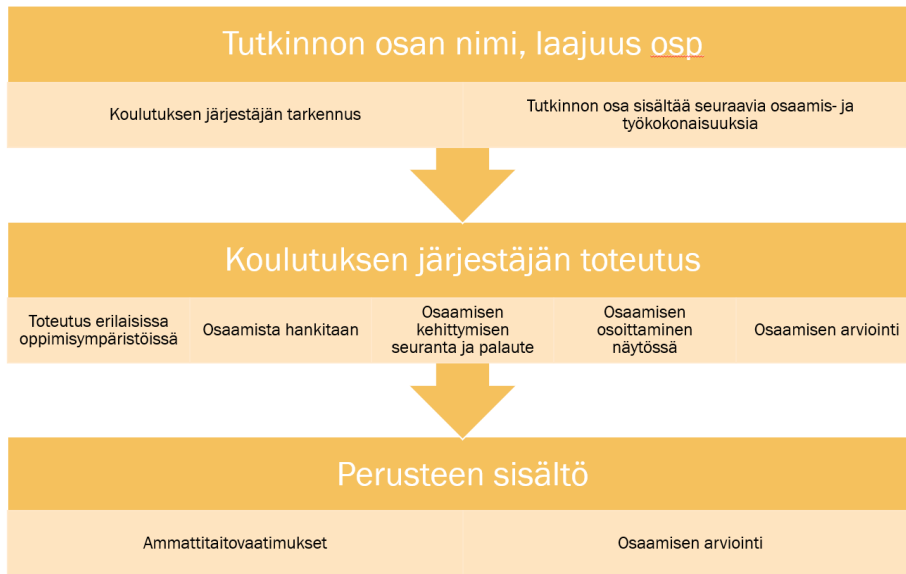 Tutkinnon osan nimi, laajuus osp
Koulutuksen järjestäjän tarkennus
Tutkinnon osa sisältää seuraavia osaamis- ja
työkokonaisuuksia
Koulutuksen järjestäjän toteutus
Toteutus erilaisissa
oppimisympäristöissä
Osaamista hankitaan
Osaamisen
kehittymisen
seuranta ja palaute
Osaamisen
osoittaminen
näytössä
Osaamisen arviointi
Perusteen sisältö
Ammattitaitovaatimukset
Osaamisen arviointi